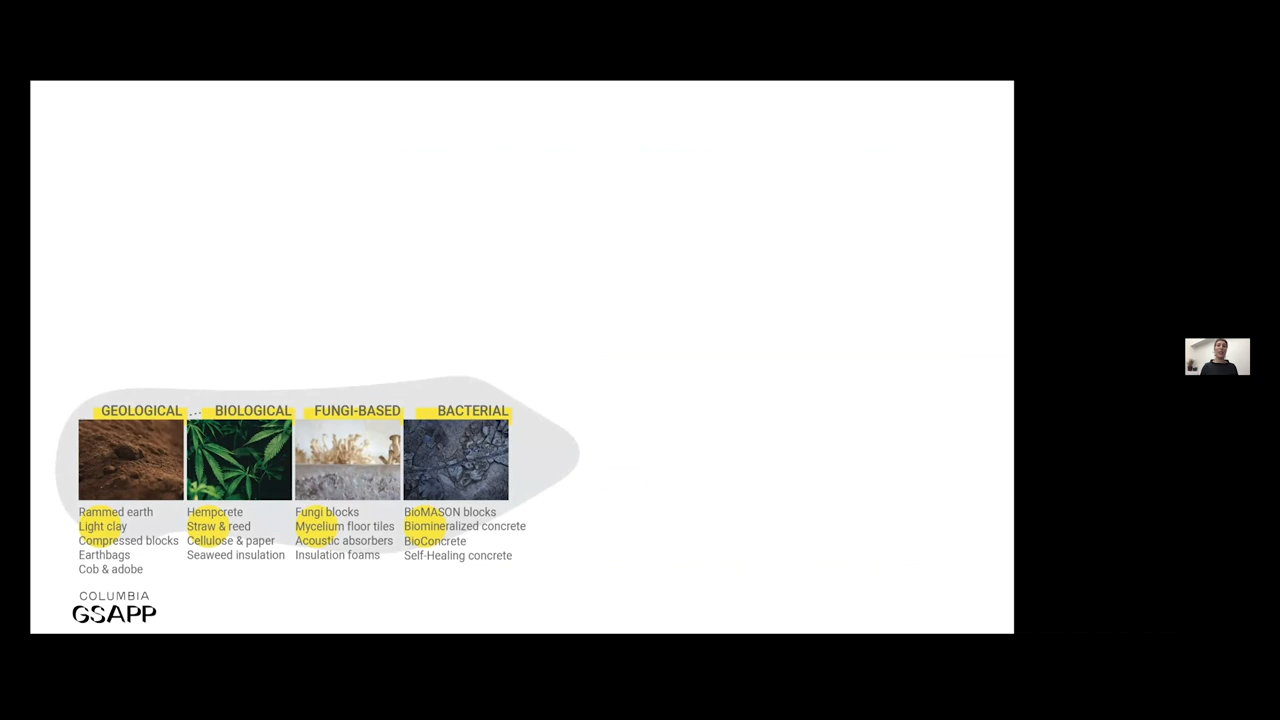 GEOLOGICAL ... BIOLOGICAL FUNGI-BASED BACTERIAL
Rammed earth
Light clay
Compressed blocks
Earthbags
Cob & adobe
Hempcrete
Straw & reed
Cellulose & paper
Seaweed insulation
Fungi blocks
Mycelium floor tiles
Acoustic absorbers
Insulation foams
BioMASON blocks
Biomineralized concrete
BioConcrete
Self-Healing concrete
COLUMBIA
GSAPP